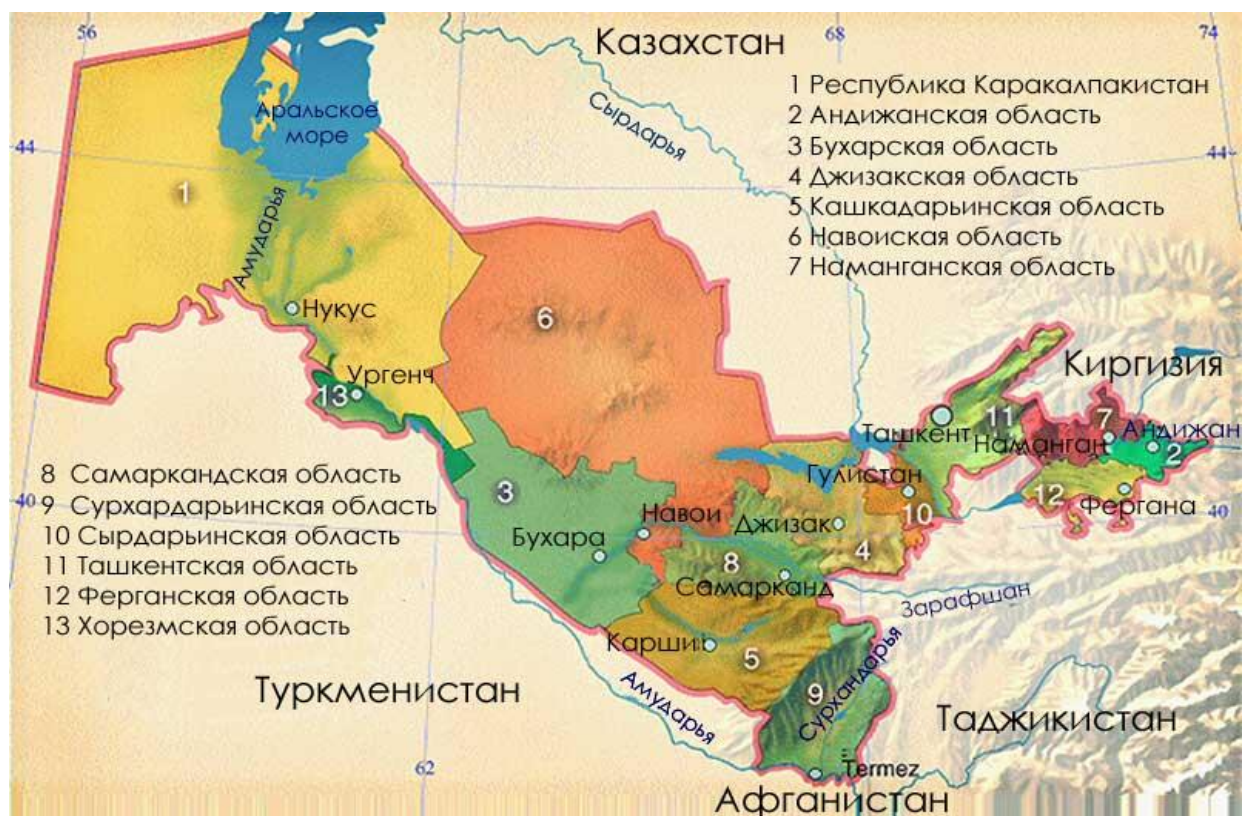 56
68
74
Казахстан
1 Республика Каракалпакистан
2 Андижанская область
3 Бухарская область
4 Джизакская область
5 Кашкадарьинская область
6 Навоиская область
7 Наманганская область
Аральское
море
Сырдарья
44
44
1
Амударья
Нукус
6
Киргизия
Ургенч
13
11
7
Ташкент
Наманган
Андижан
2
8 Самаркандская область
9 Сурхардарьинская область
10 Сырдарьинская область
11 Ташкентская область
12 Ферганская область
13 Хорезмская область
40
3
Гулистан
10
12
Фергана
40
Навои
Джизак
Бухара
4
8
Самарканд
Зарафшан
Карши
5
Туркменистан
Амударья
9
Сурхандарья
Таджикистан
62
Termez
Афганистан